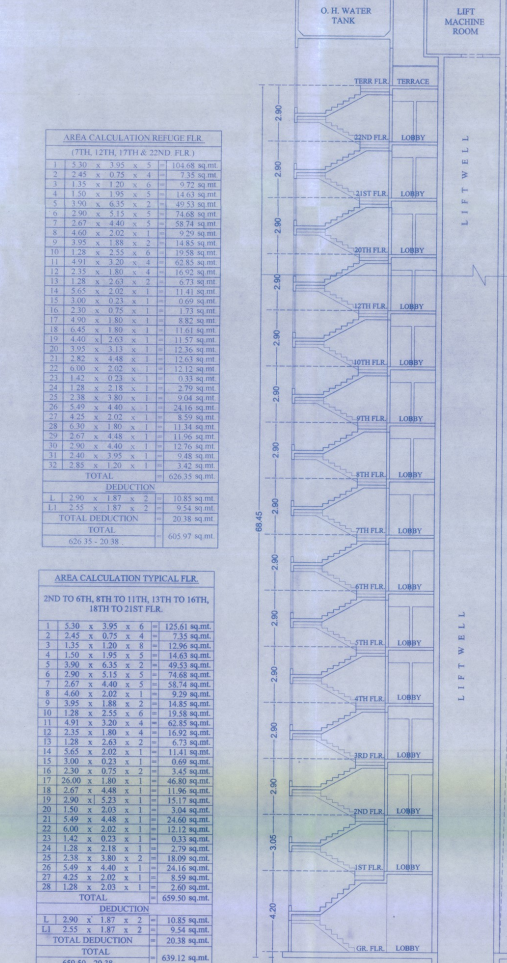 O. H. WATER
TANK
LIFT
MACHINE
ROOM
AREA CALCULATION REFUGE FLR.
(7TH, 12TH, 17TH & 22ND. FLR.)
1 5.30 x 3.95 x 5 = 104.68 sq.mt.
2 2.45 x 0.75 x 4 = 7.35 sq.mt.
3 1.35 x 1.20 x 6 = 9.72 sq.mt.
4 1.50 x 1.95 x 5 = 14.63 sq.mt.
5 3.90 x 6.35 x 2 = 49.53 sq.mt.
6 2.90 x 5.15 x 5 = 74.68 sq.mt.
7 2.67 x 4.40 x 5 = 58.74 sq.mt.
8 4.60 x 2.02 x 1 = 9.29 sq.mt.
9 3.95 x 1.88 x 2 = 14.85 sq.mt.
10 1.28 x 2.55 x 6 = 19.58 sq.mt.
11 4.91 x 3.20 x 4 = 62.85 sq.mt.
12 2.35 x 1.80 x 4 = 16.92 sq.mt.
13 1.28 x 2.63 x 2 = 6.73 sq.mt.
14 5.65 x 2.02 x 1 = 11.41 sq.mt.
15 3.00 x 0.23 x 1 = 0.69 sq.mt.
16 2.30 x 0.75 x 1 = 1.73 sq.mt.
17 4.90 x 1.80 x 1 = 8.82 sq.mt.
18 6.45 x 1.80 x 1 = 11.61 sq.mt.
19 4.40 x 2.63 x 1 = 11.57 sq.mt.
20 3.95 x 3.13 x 1 = 12.36 sq.mt.
21 2.82 x 4.48 x 1 = 12.63 sq.mt.
22 6.00 x 2.02 x 1 = 12.12 sq.mt.
23 1.42 x 0.23 x 1 = 0.33 sq.mt.
24 1.28 x 2.18 x 1 = 2.79 sq.mt.
25 2.38 x 3.80 x 1 = 9.04 sq.mt.
26 5.49 x 4.40 x 1 = 24.16 sq.mt.
27 4.25 x 2.02 x 1 = 8.59 sq.mt.
28 6.30 x 1.80 x 1 = 11.34 sq.mt.
29 2.67 x 4.48 x 1 = 11.96 sq.mt.
30 2.90 x 4.40 x 1 = 12.76 sq.mt.
31 2.40 x 3.95 x 1 = 9.48 sq.mt.
32 2.85 x 1.20 x 1 = 3.42 sq.mt.
TOTAL = 626.35 sq.mt.
DEDUCTION
L 2.90 x 1.87 x 2 = 10.85 sq.mt.
L1 2.55 x 1.87 x 2 = 9.54 sq.mt.
TOTAL DEDUCTION = 20.38 sq.mt.
TOTAL
626.35 - 20.38 = 605.97 sq.mt.
AREA CALCULATION TYPICAL FLR.
2ND TO 6TH, 8TH TO 11TH, 13TH TO 16TH,
18TH TO 21ST FLR.
1 5.30 x 3.95 x 6 = 125.61 sq.mt.
2 2.45 x 0.75 x 4 = 7.35 sq.mt.
3 1.35 x 1.20 x 8 = 12.96 sq.mt.
4 1.50 x 1.95 x 5 = 14.63 sq.mt.
5 3.90 x 6.35 x 2 = 49.53 sq.mt.
6 2.90 x 5.15 x 5 = 74.68 sq.mt.
7 2.67 x 4.40 x 5 = 58.74 sq.mt.
8 4.60 x 2.02 x 1 = 9.29 sq.mt.
9 3.95 x 1.88 x 2 = 14.85 sq.mt.
10 1.28 x 2.55 x 6 = 19.58 sq.mt.
11 4.91 x 3.20 x 4 = 62.85 sq.mt.
12 2.35 x 1.80 x 4 = 16.92 sq.mt.
13 1.28 x 2.63 x 2 = 6.73 sq.mt.
14 5.65 x 2.02 x 1 = 11.41 sq.mt.
15 3.00 x 0.23 x 1 = 0.69 sq.mt.
16 2.30 x 0.75 x 2 = 3.45 sq.mt.
17 26.00 x 1.80 x 1 = 46.80 sq.mt.
18 2.67 x 4.48 x 1 = 11.96 sq.mt.
19 2.90 x 5.23 x 1 = 15.17 sq.mt.
20 1.50 x 2.03 x 1 = 3.04 sq.mt.
21 5.49 x 4.48 x 1 = 24.60 sq.mt.
22 6.00 x 2.02 x 1 = 12.12 sq.mt.
23 1.42 x 0.23 x 1 = 0.33 sq.mt.
24 1.28 x 2.18 x 1 = 2.79 sq.mt.
25 2.38 x 3.80 x 2 = 18.09 sq.mt.
26 5.49 x 4.40 x 1 = 24.16 sq.mt.
27 4.25 x 2.02 x 1 = 8.59 sq.mt.
28 1.28 x 2.03 x 1 = 2.60 sq.mt.
TOTAL = 659.50 sq.mt.
DEDUCTION
L 2.90 x 1.87 x 2 = 10.85 sq.mt.
L1 2.55 x 1.87 x 2 = 9.54 sq.mt.
TOTAL DEDUCTION = 20.38 sq.mt.
TOTAL
659.50 - 20.38 = 639.12 sq.mt.
TERR FLR. TERRACE
2.90
22ND FLR. LOBBY
2.90
21ST FLR. LOBBY
2.90
20TH FLR. LOBBY
2.90
12TH FLR. LOBBY
2.90
10TH FLR. LOBBY
2.90
9TH FLR. LOBBY
2.90
8TH FLR. LOBBY
2.90
7TH FLR. LOBBY
2.90
6TH FLR. LOBBY
2.90
5TH FLR. LOBBY
2.90
4TH FLR. LOBBY
2.90
3RD FLR. LOBBY
2.90
2ND FLR. LOBBY
3.05
1ST FLR. LOBBY
4.20
GR. FLR. LOBBY
68.45
LIFT WELL
LIFT WELL